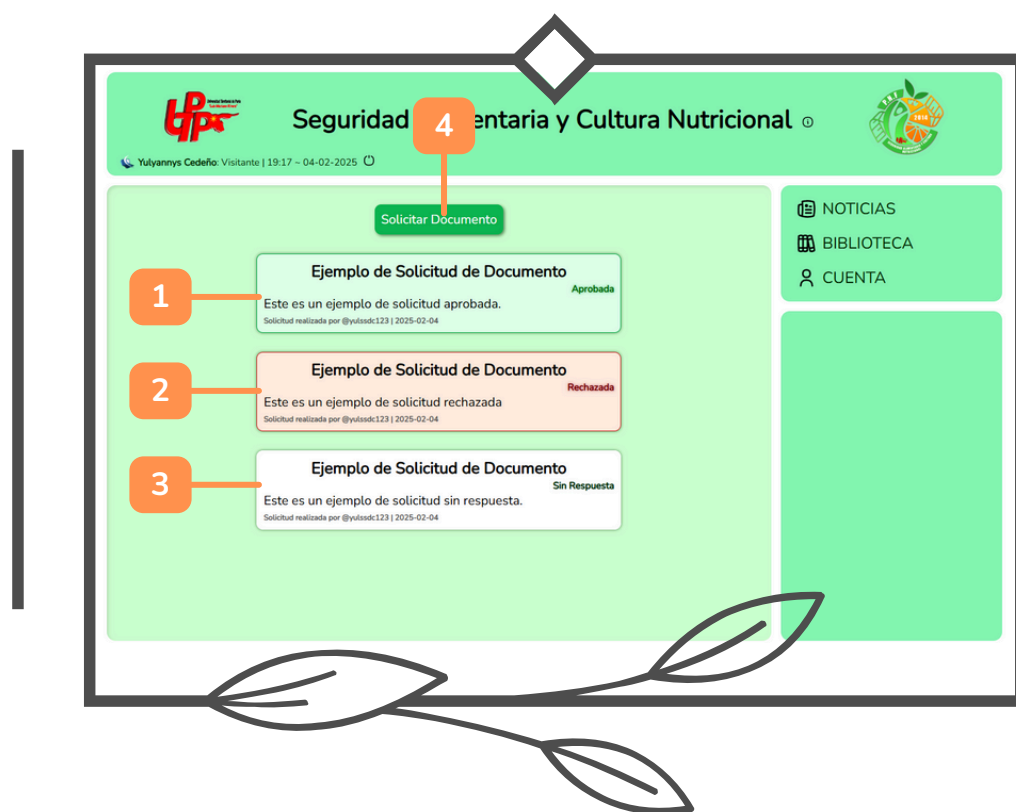 4
Seguridad entaria y Cultura Nutricional
Yulyannys Cedeño: Visitante | 19:17 ~ 04-02-2025
Solicitar Documento
NOTICIAS
BIBLIOTECA
CUENTA
1
Ejemplo de Solicitud de Documento
Aprobada
Este es un ejemplo de solicitud aprobada.
Solicitud realizada por @yulssdc123 | 2025-02-04
2
Ejemplo de Solicitud de Documento
Rechazada
Este es un ejemplo de solicitud rechazada
Solicitud realizada por @yulssdc123 | 2025-02-04
3
Ejemplo de Solicitud de Documento
Sin Respuesta
Este es un ejemplo de solicitud sin respuesta.
Solicitud realizada por @yulssdc123 | 2025-02-04